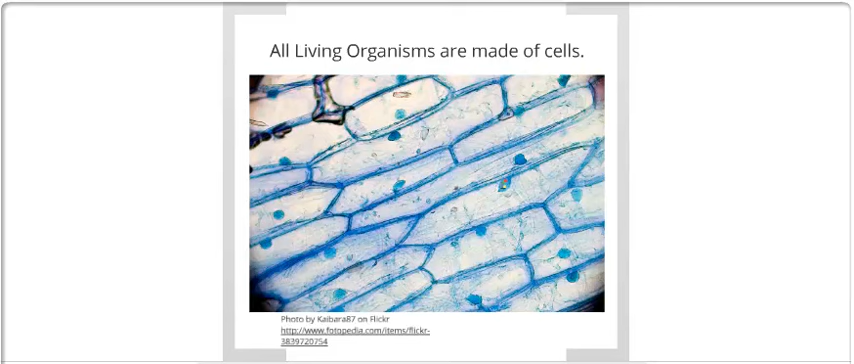 All Living Organisms are made of cells.
Photo by Kaibara87 on Flickr
http://www.fotopedia.com/items/flickr-
3839720754